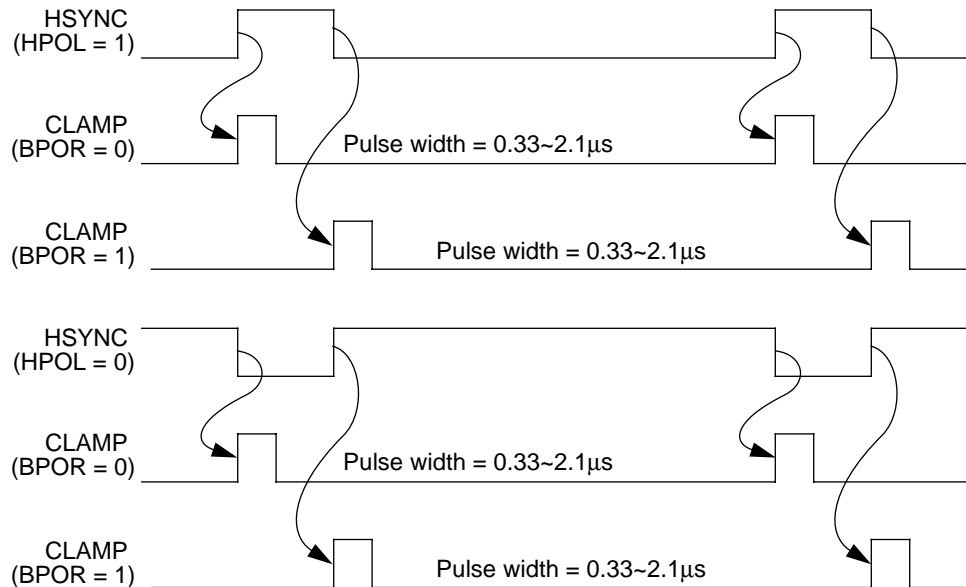 HSYNC
(HPOL = 1)
CLAMP
(BPOR = 0)
Pulse width = 0.33~2.1μs
CLAMP
(BPOR = 1)
Pulse width = 0.33~2.1μs
HSYNC
(HPOL = 0)
CLAMP
(BPOR = 0)
Pulse width = 0.33~2.1μs
CLAMP
(BPOR = 1)
Pulse width = 0.33~2.1μs